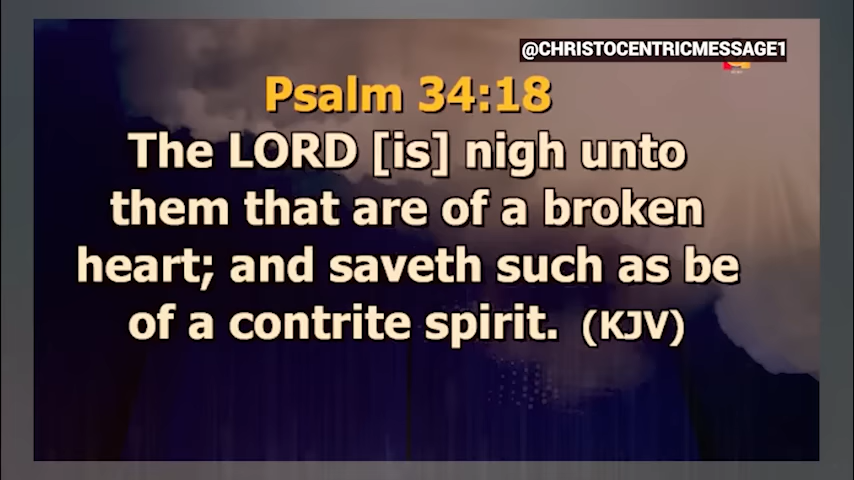 @CHRISTOCENTRICMESSAGE1
Psalm 34:18
The LORD [is] nigh unto
them that are of a broken
heart; and saveth such as be
of a contrite spirit. (KJV)